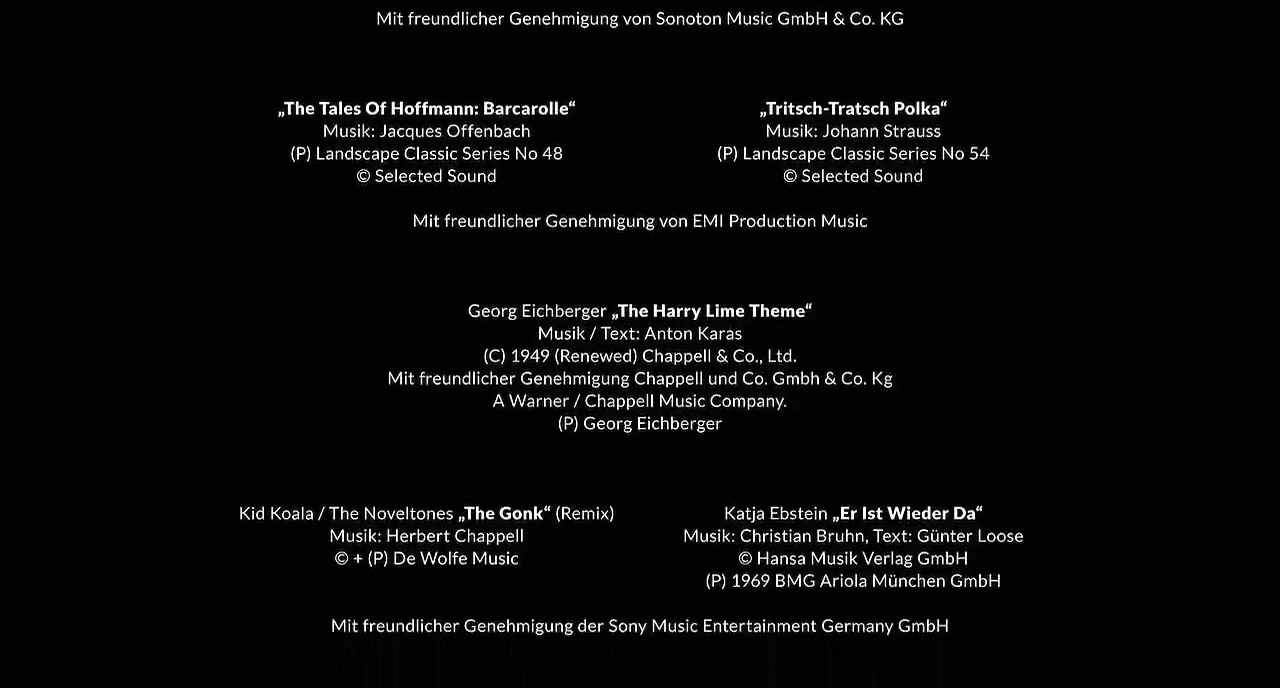 Mit freundlicher Genehmigung von Sonoton Music GmbH & Co. KG
„The Tales Of Hoffmann: Barcarolle“
Musik: Jacques Offenbach
(P) Landscape Classic Series No 48
© Selected Sound
„Tritsch-Tratsch Polka“
Musik: Johann Strauss
(P) Landscape Classic Series No 54
© Selected Sound
Mit freundlicher Genehmigung von EMI Production Music
Georg Eichberger „The Harry Lime Theme“
Musik / Text: Anton Karas
(C) 1949 (Renewed) Chappell & Co., Ltd.
Mit freundlicher Genehmigung Chappell und Co. Gmbh & Co. Kg
A Warner / Chappell Music Company.
(P) Georg Eichberger
Kid Koala / The Noveltones „The Gonk“ (Remix)
Musik: Herbert Chappell
© + (P) De Wolfe Music
Katja Ebstein „Er Ist Wieder Da“
Musik: Christian Bruhn, Text: Günter Loose
© Hansa Musik Verlag GmbH
(P) 1969 BMG Ariola München GmbH
Mit freundlicher Genehmigung der Sony Music Entertainment Germany GmbH